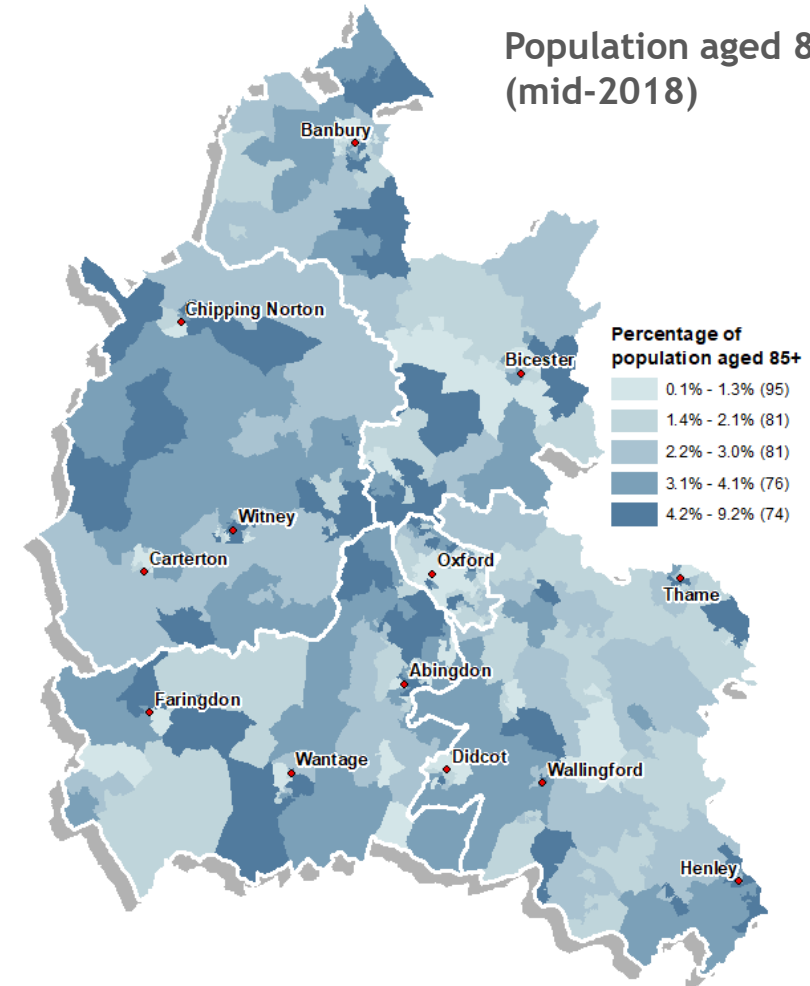 Population aged 8
(mid-2018)
Banbury
Chipping Norton
Bicester
Percentage of
population aged 85+
0.1% - 1.3% (95)
1.4% - 2.1% (81)
2.2% - 3.0% (81)
3.1% - 4.1% (76)
4.2% - 9.2% (74)
Witney
Carterton
Oxford
Thame
Abingdon
Faringdon
Wantage
Didcot
Wallingford
Henley